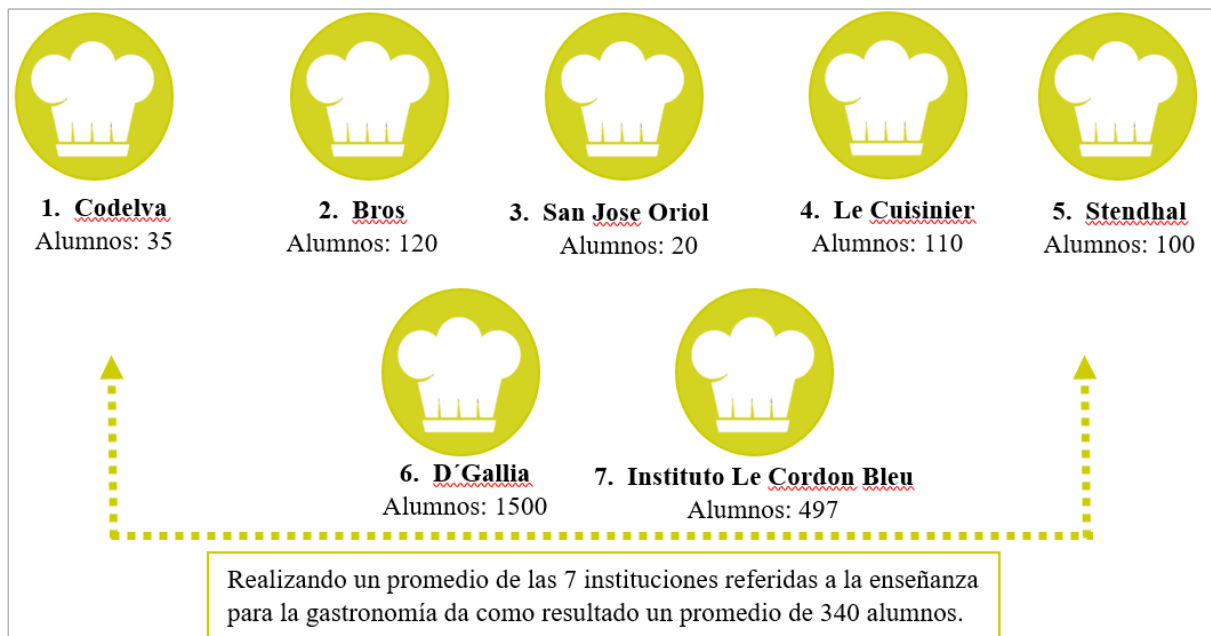 1. Codelva
Alumnos: 35
2. Bros
Alumnos: 120
3. San Jose Oriol
Alumnos: 20
4. Le Cuisinier
Alumnos: 110
5. Stendhal
Alumnos: 100
6. D´Gallia
Alumnos: 1500
7. Instituto Le Cordon Bleu
Alumnos: 497
Realizando un promedio de las 7 instituciones referidas a la enseñanza
para la gastronomía da como resultado un promedio de 340 alumnos.